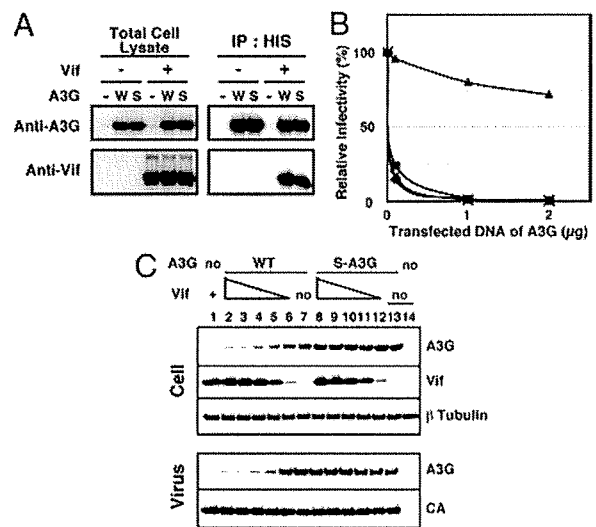 A
Total Cell Lysate
IP : HIS
Vif
- + - +
A3G - W S - W S - W S - W S
Anti-A3G
Anti-Vif
B
Relative Infectivity (%)
100
50
0
0 1 2
Transfected DNA of A3G (µg)
C
A3G no WT S-A3G no
Vif + no no
1 2 3 4 5 6 7 8 9 10 11 12 13 14
Cell
A3G
Vif
β Tubulin
Virus
A3G
CA